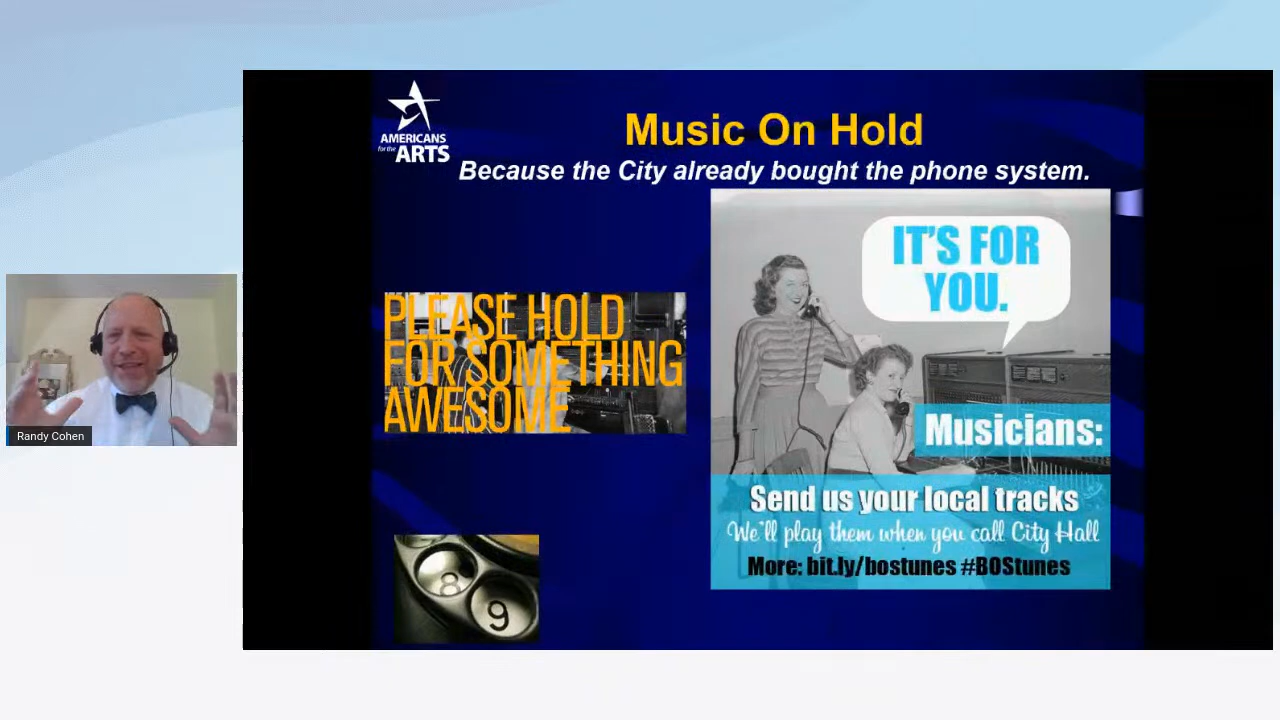 AMERICANS
for the
ARTS
Music On Hold
Because the City already bought the phone system.
IT'S FOR
YOU.
PLEASE HOLD
FOR SOMETHING
AWESOME
Musicians:
Send us your local tracks
We'll play them when you call City Hall
More: bit.ly/bostunes #BOStunes
8
9
Randy Cohen